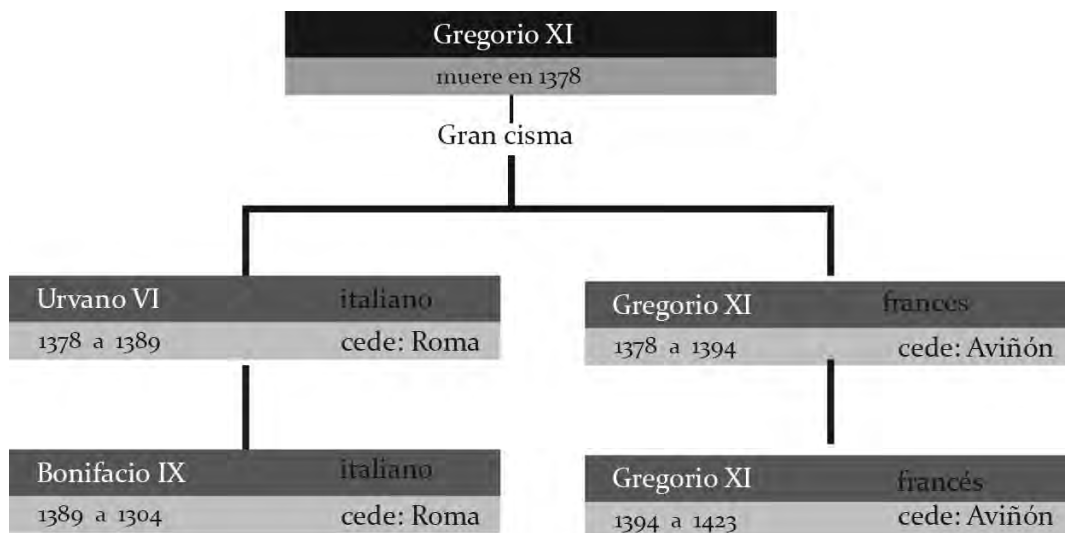 Gregorio XI
muere en 1378
Gran cisma
Urvano VI italiano
1378 a 1389 cede: Roma
Gregorio XI francés
1378 a 1394 cede: Aviñón
Bonifacio IX italiano
1389 a 1304 cede: Roma
Gregorio XI francés
1394 a 1423 cede: Aviñón